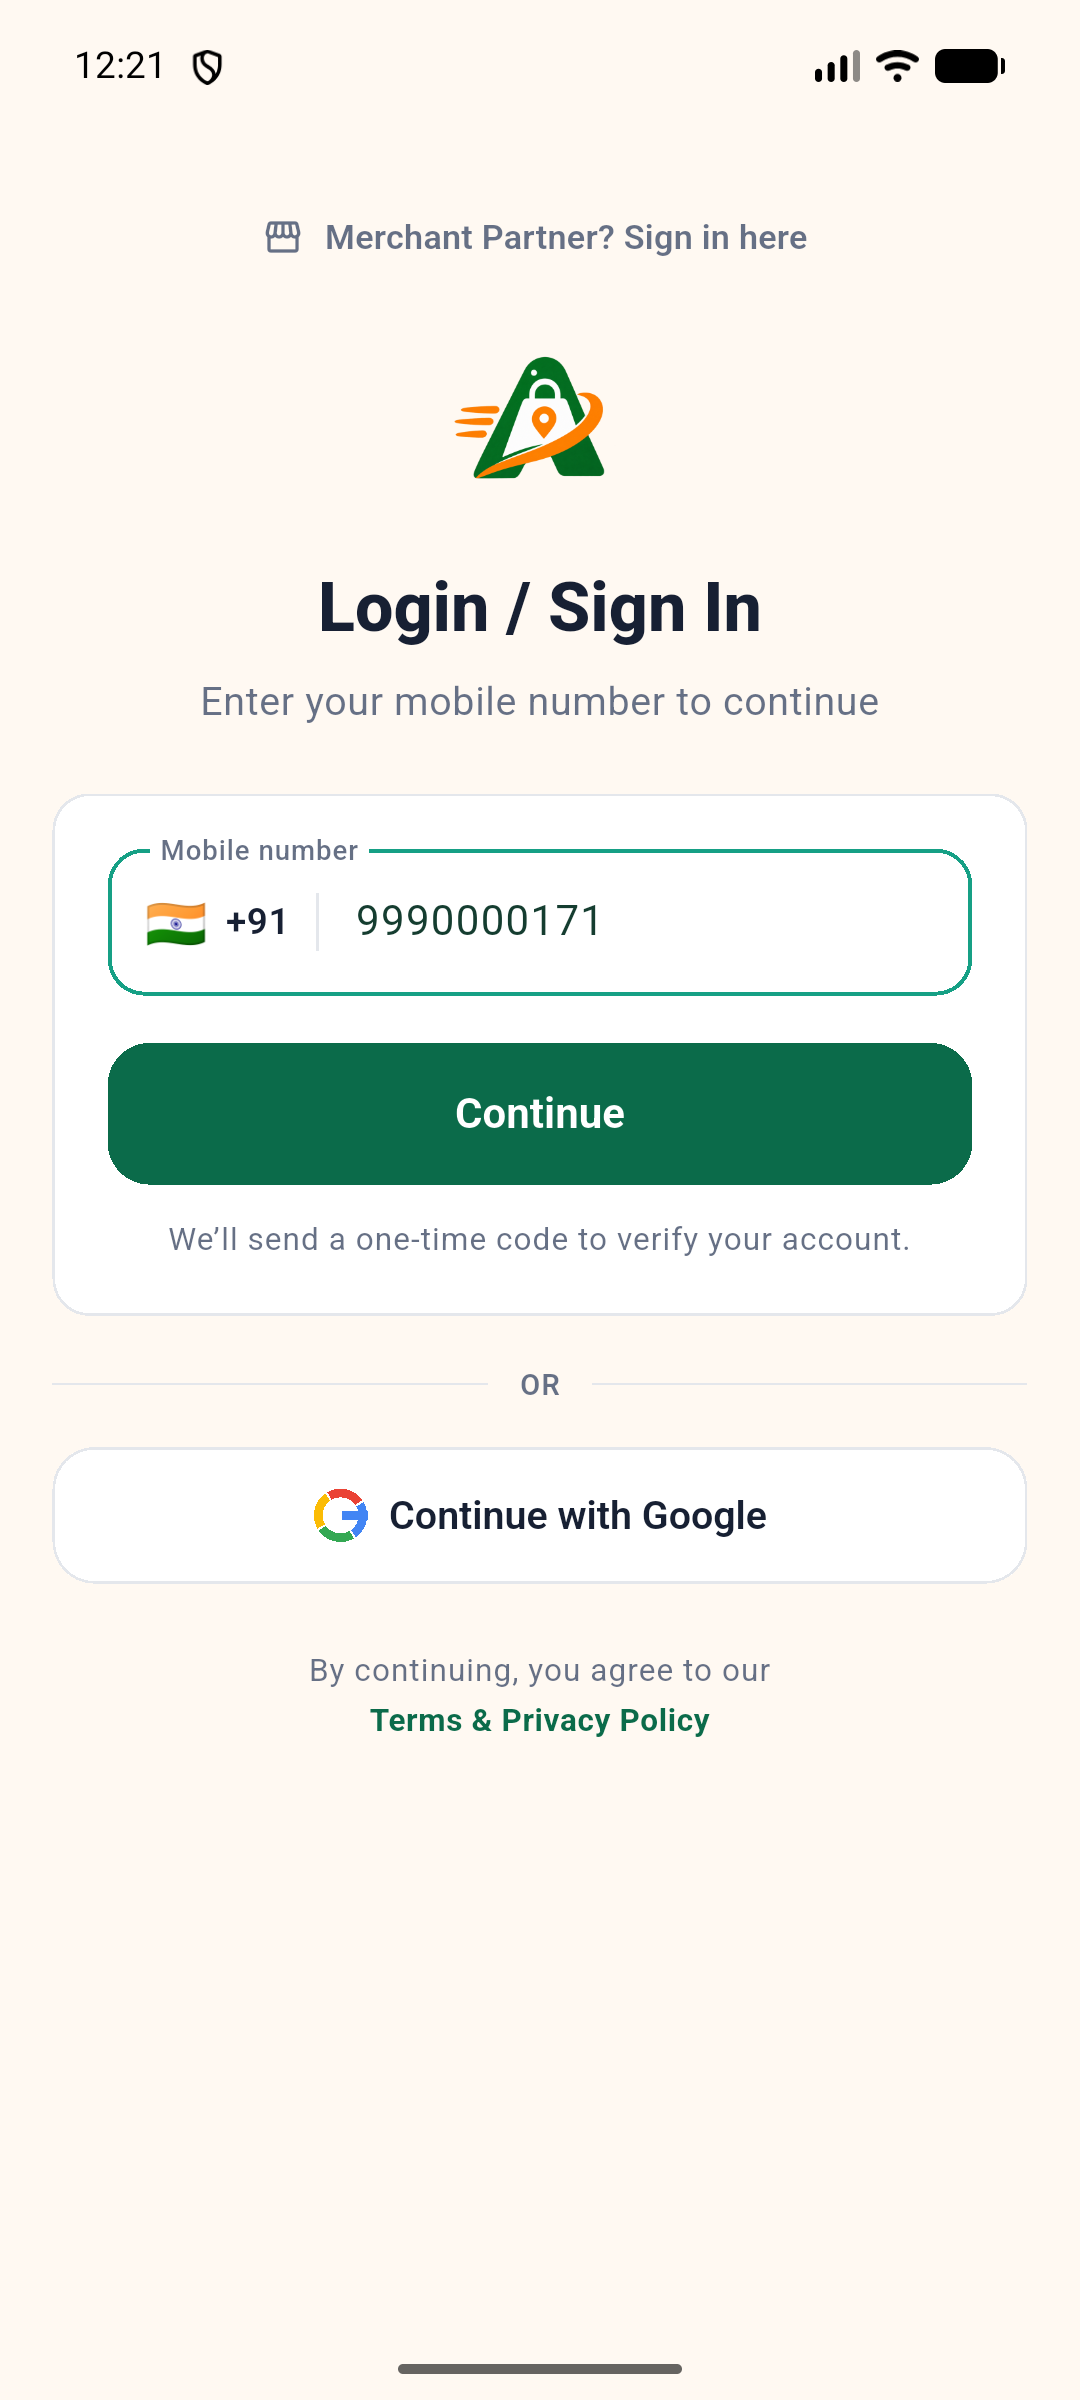 12:21
Merchant Partner? Sign in here
Login / Sign In
Enter your mobile number to continue
Mobile number
+91 9990000171
Continue
We’ll send a one-time code to verify your account.
OR
Continue with Google
By continuing, you agree to our
Terms & Privacy Policy